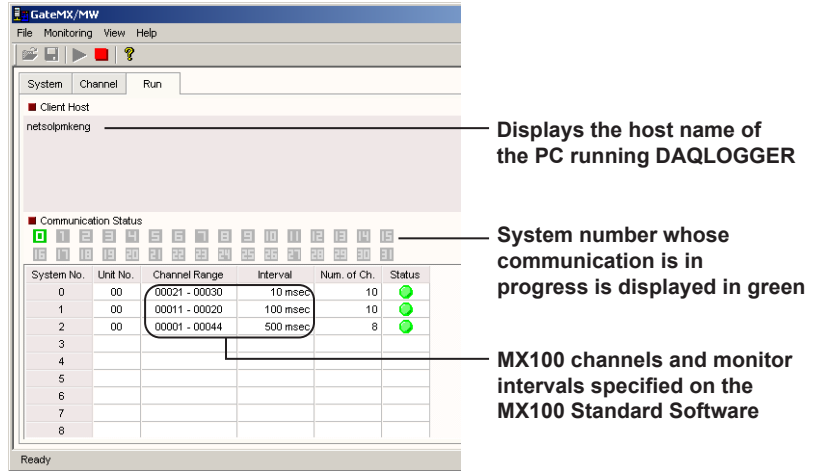 GateMX/MW
File Monitoring View Help
System Channel Run
Client Host
netsolpmkeng
Displays the host name of
the PC running DAQLOGGER
Communication Status
0 1 2 3 4 5 6 7 8 9 10 11 12 13 14 15
16 17 18 19 20 21 22 23 24 25 26 27 28 29 30 31
System number whose
communication is in
progress is displayed in green
System No. Unit No. Channel Range Interval Num. of Ch. Status
0 00 00021 - 00030 10 msec 10
1 00 00011 - 00020 100 msec 10
2 00 00001 - 00044 500 msec 8
3
4
5
6
7
8
MX100 channels and monitor
intervals specified on the
MX100 Standard Software
Ready